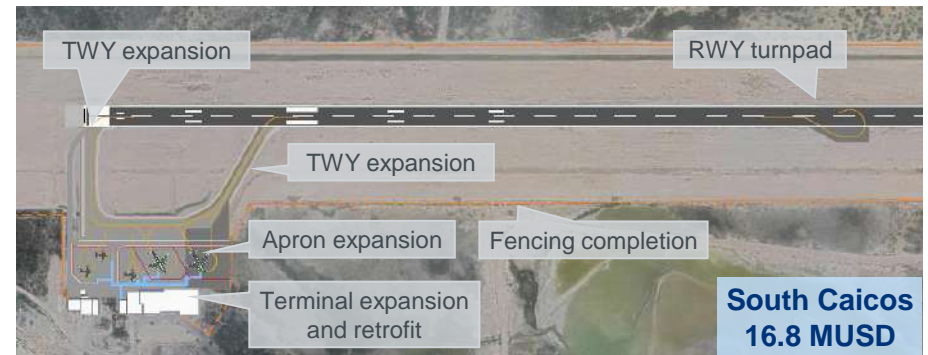 TWY expansion
RWY turnpad
TWY expansion
Apron expansion
Fencing completion
Terminal expansion
and retrofit
South Caicos
16.8 MUSD